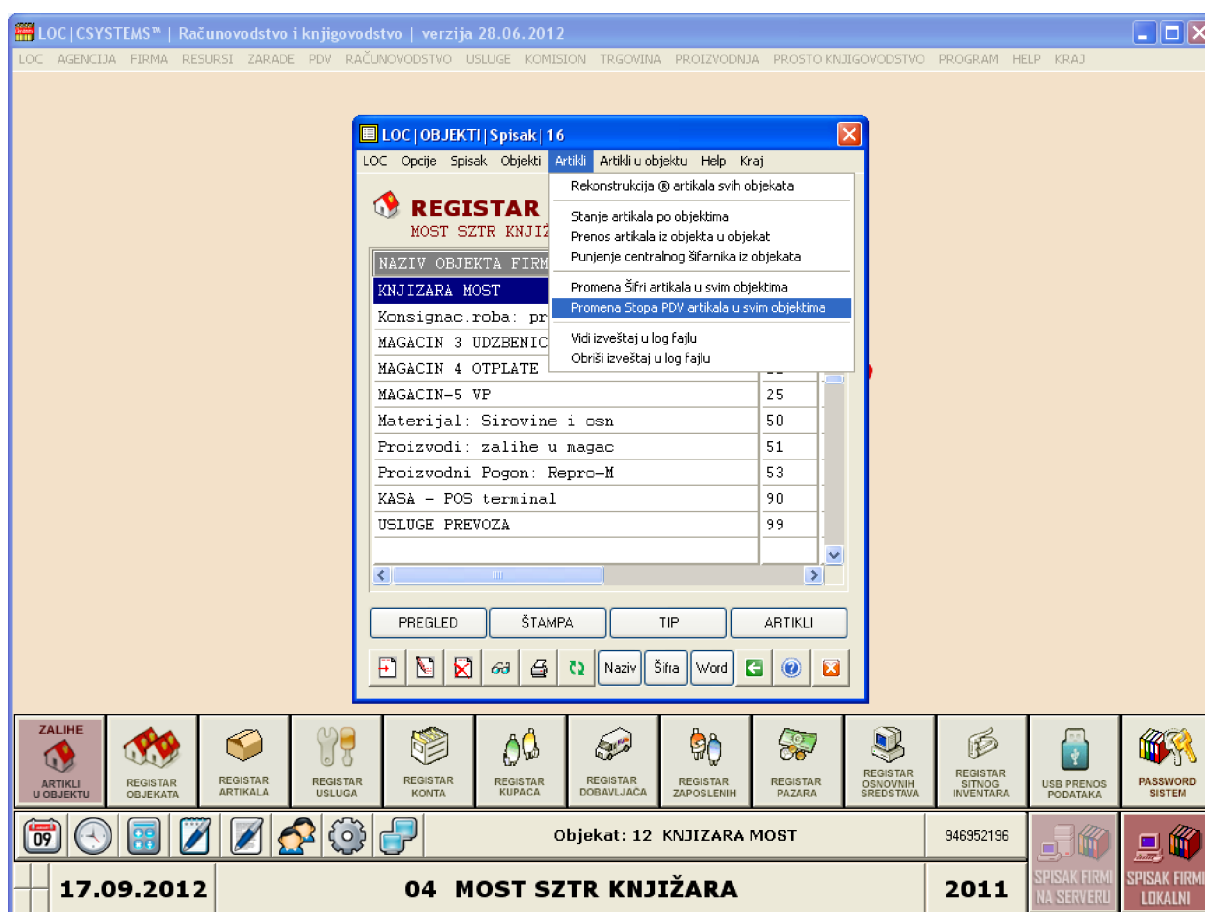 LOC|CSYSTEMS™ | Računovodstvo i knjigovodstvo | verzija 28.06.2012
LOC AGENCIJA FIRMA RESURSI ZARADE PDV RAČUNOVODSTVO USLUGE KOMISION TRGOVINA PROIZVODNJA PROSTO KNJIGOVODSTVO PROGRAM HELP KRAJ
LOC|OBJEKTI|Spisak|16
LOC Opcije Spisak Objekti Artikli Artikli u objektu Help Kraj
Rekonstrukcija ® artikala svih objekata
Stanje artikala po objektima
Prenos artikala iz objekta u objekat
Punjenje centralnog šifarnika iz objekata
Promena Šifri artikala u svim objektima
Promena Stopa PDV artikala u svim objektima
Vidi izveštaj u log fajlu
Obriši izveštaj u log fajlu
REGISTAR
MOST SZTR KNJIŽ
NAZIV OBJEKTA FIRM
KNJIZARA MOST
Konsignac.roba: pr
MAGACIN 3 UDZBENIC
MAGACIN 4 OTPLATE
MAGACIN-5 VP 25
Materijal: Sirovine i osn 50
Proizvodi: zalihe u magac 51
Proizvodni Pogon: Repro-M 53
KASA - POS terminal 90
USLUGE PREVOZA 99
PREGLED ŠTAMPA TIP ARTIKLI
Naziv Šifra Word
ZALIHE ARTIKLI U OBJEKTU
REGISTAR OBJEKATA
REGISTAR ARTIKALA
REGISTAR USLUGA
REGISTAR KONTA
REGISTAR KUPACA
REGISTAR DOBAVLJAČA
REGISTAR ZAPOSLENIH
REGISTAR PAZARA
REGISTAR OSNOVNIH SREDSTAVA
REGISTAR SITNOG INVENTARA
USB PRENOS PODATAKA
PASSWORD SISTEM
09 Objekat: 12 KNJIZARA MOST 946952196
17.09.2012 04 MOST SZTR KNJIŽARA 2011
SPISAK FIRMI NA SERVERU
SPISAK FIRMI LOKALNI